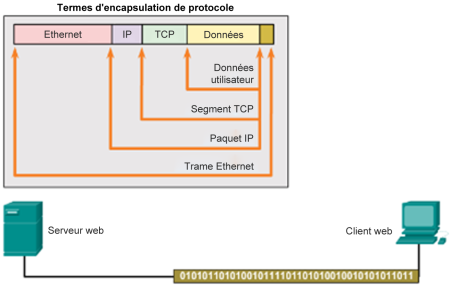 Termes d'encapsulation de protocole
Ethernet IP TCP Données
Données
utilisateur
Segment TCP
Paquet IP
Trame Ethernet
Serveur web
Client web